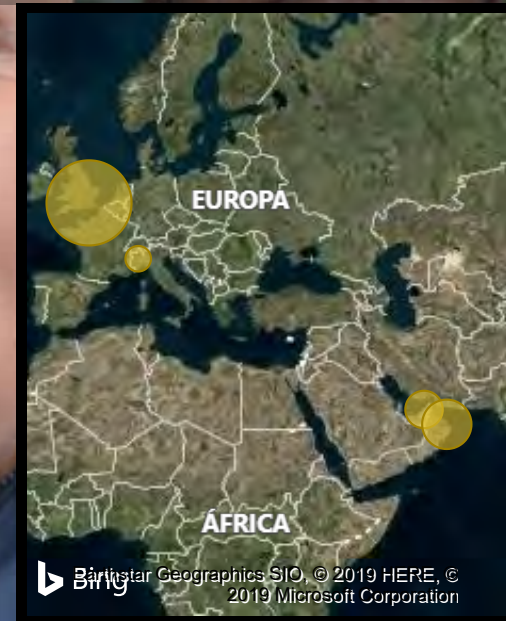 EUROPA
ÁFRICA
Bing
Earthstar Geographics SIO, © 2019 HERE, ©
2019 Microsoft Corporation